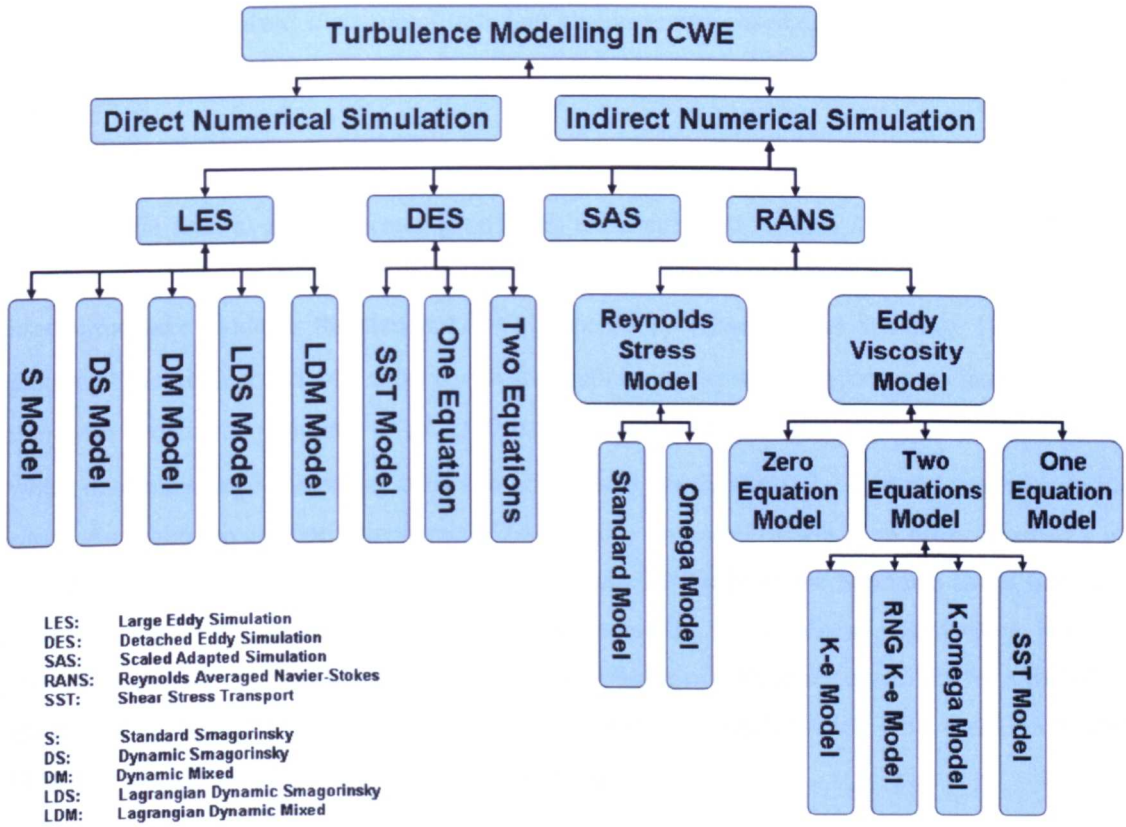 Turbulence Modelling In CWE
Direct Numerical Simulation
Indirect Numerical Simulation
LES
DES
SAS
RANS
S Model
DS Model
DM Model
LDS Model
LDM Model
SST Model
One Equation
Two Equations
Reynolds
Stress
Model
Eddy
Viscosity
Model
Standard Model
Omega Model
Zero
Equation
Model
Two
Equations
Model
One
Equation
Model
K-e Model
RNG K-e Model
K-omega Model
SST Model
LES: Large Eddy Simulation
DES: Detached Eddy Simulation
SAS: Scaled Adapted Simulation
RANS: Reynolds Averaged Navier-Stokes
SST: Shear Stress Transport
S: Standard Smagorinsky
DS: Dynamic Smagorinsky
DM: Dynamic Mixed
LDS: Lagrangian Dynamic Smagorinsky
LDM: Lagrangian Dynamic Mixed